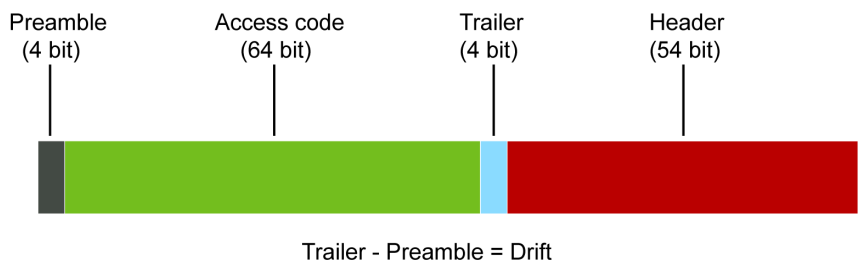 Preamble
(4 bit)
Access code
(64 bit)
Trailer
(4 bit)
Header
(54 bit)
Trailer - Preamble = Drift